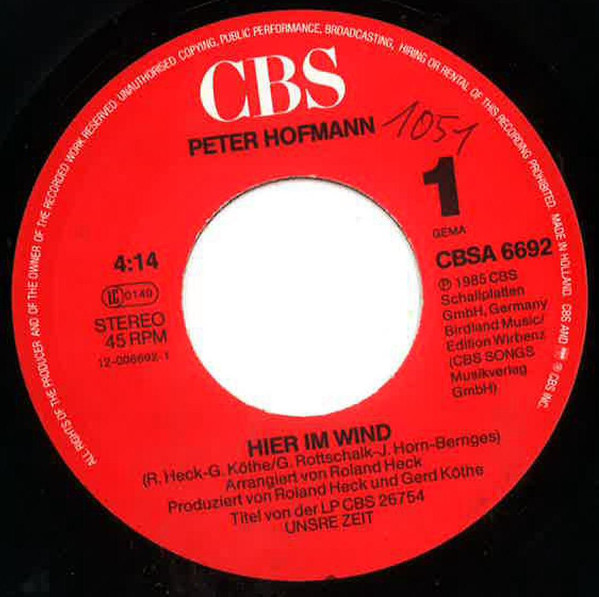 ALL RIGHTS OF THE PRODUCER AND OF THE OWNER OF THE RECORDED WORK RESERVED. UNAUTHORISED COPYING, PUBLIC PERFORMANCE, BROADCASTING, HIRING OR RENTAL OF THIS RECORDING PROHIBITED. MADE IN HOLLAND. CBS AND ® CBS INC.
CBS
PETER HOFMANN
1051
1
GEMA
CBSA 6692
4:14
0149
STEREO
45 RPM
12-006692-1
℗ 1985 CBS
Schallplatten
GmbH, Germany
Birdland Music/
Edition Wirbenz
(CBS SONGS
Musikverlag
GmbH)
HIER IM WIND
(R. Heck-G. Köthe/G. Rottschalk-J. Horn-Bernges)
Arrangiert von Roland Heck
Produziert von Roland Heck und Gerd Köthe
Titel von der LP CBS 26754
UNSRE ZEIT